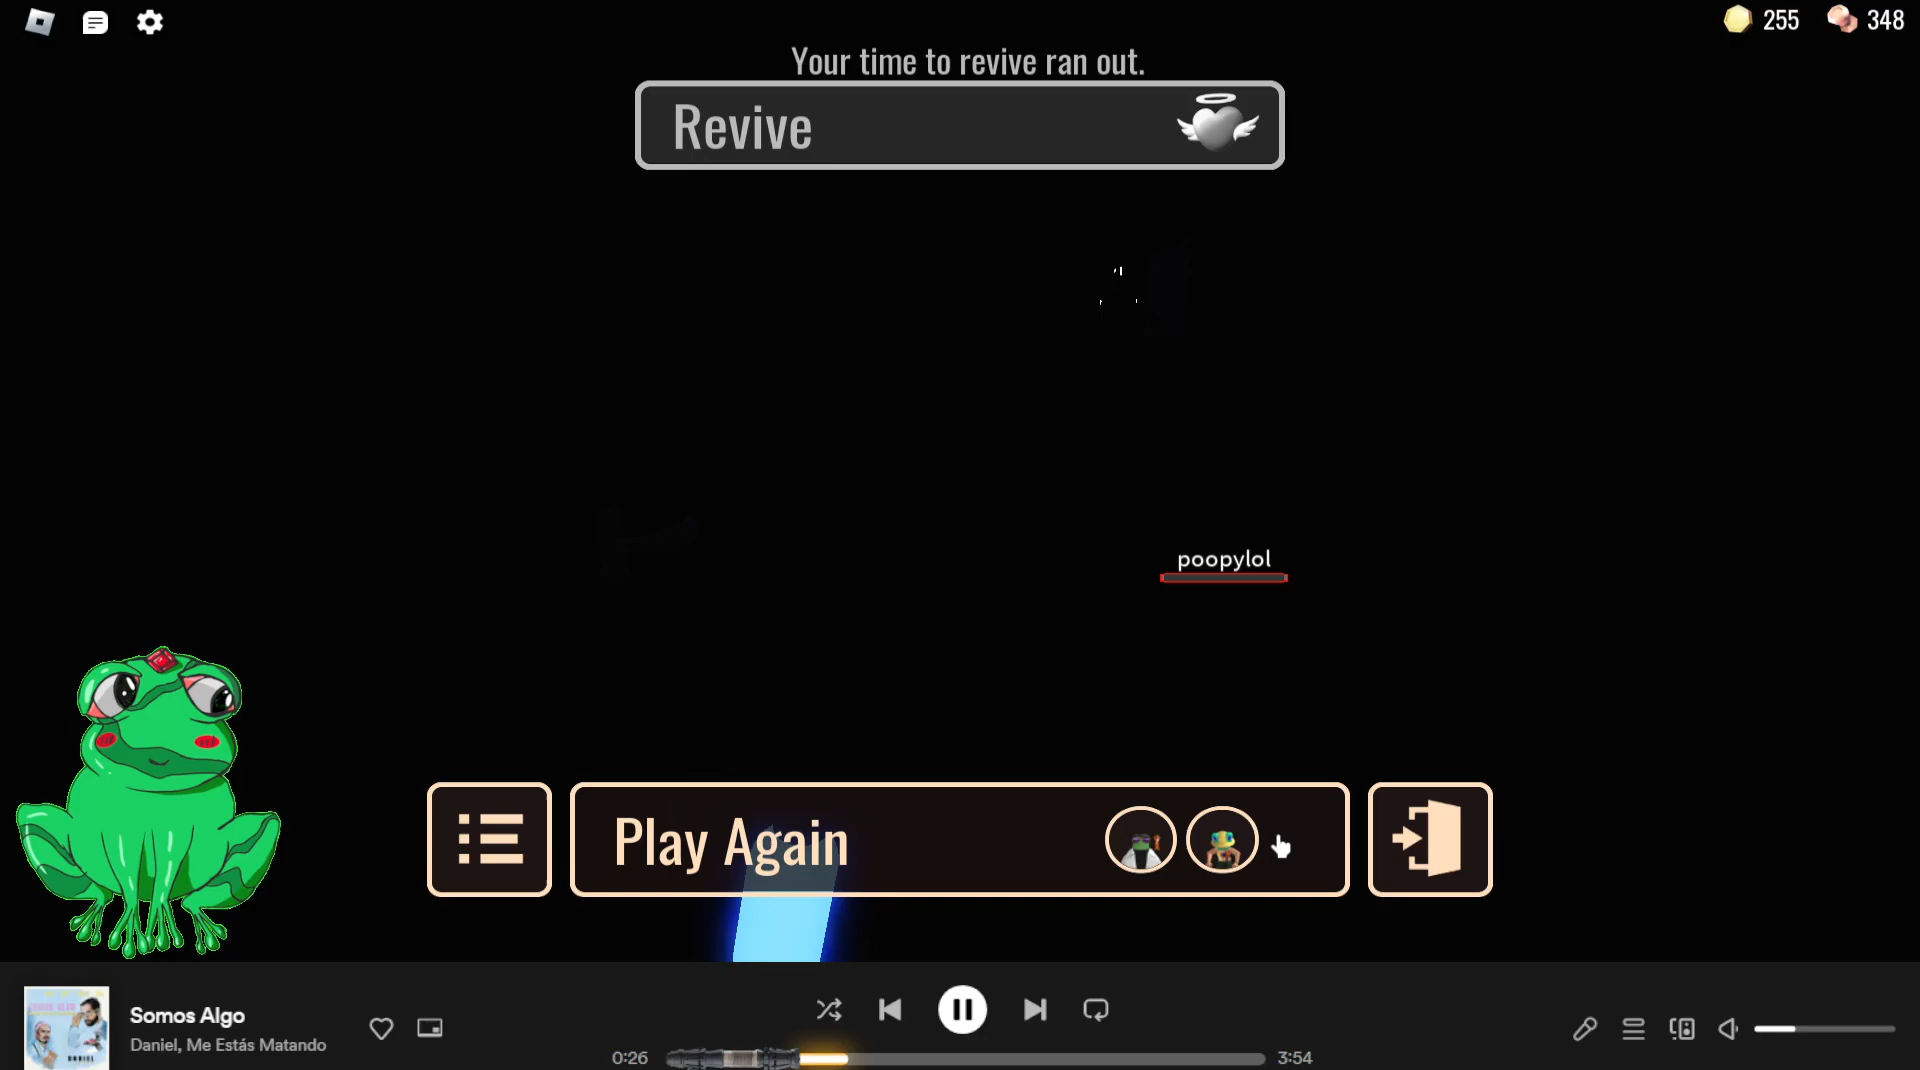 255
348
Your time to revive ran out.
Revive
poopylol
Play Again
Somos Algo
Daniel, Me Estás Matando
0:26
3:54
DANIEL